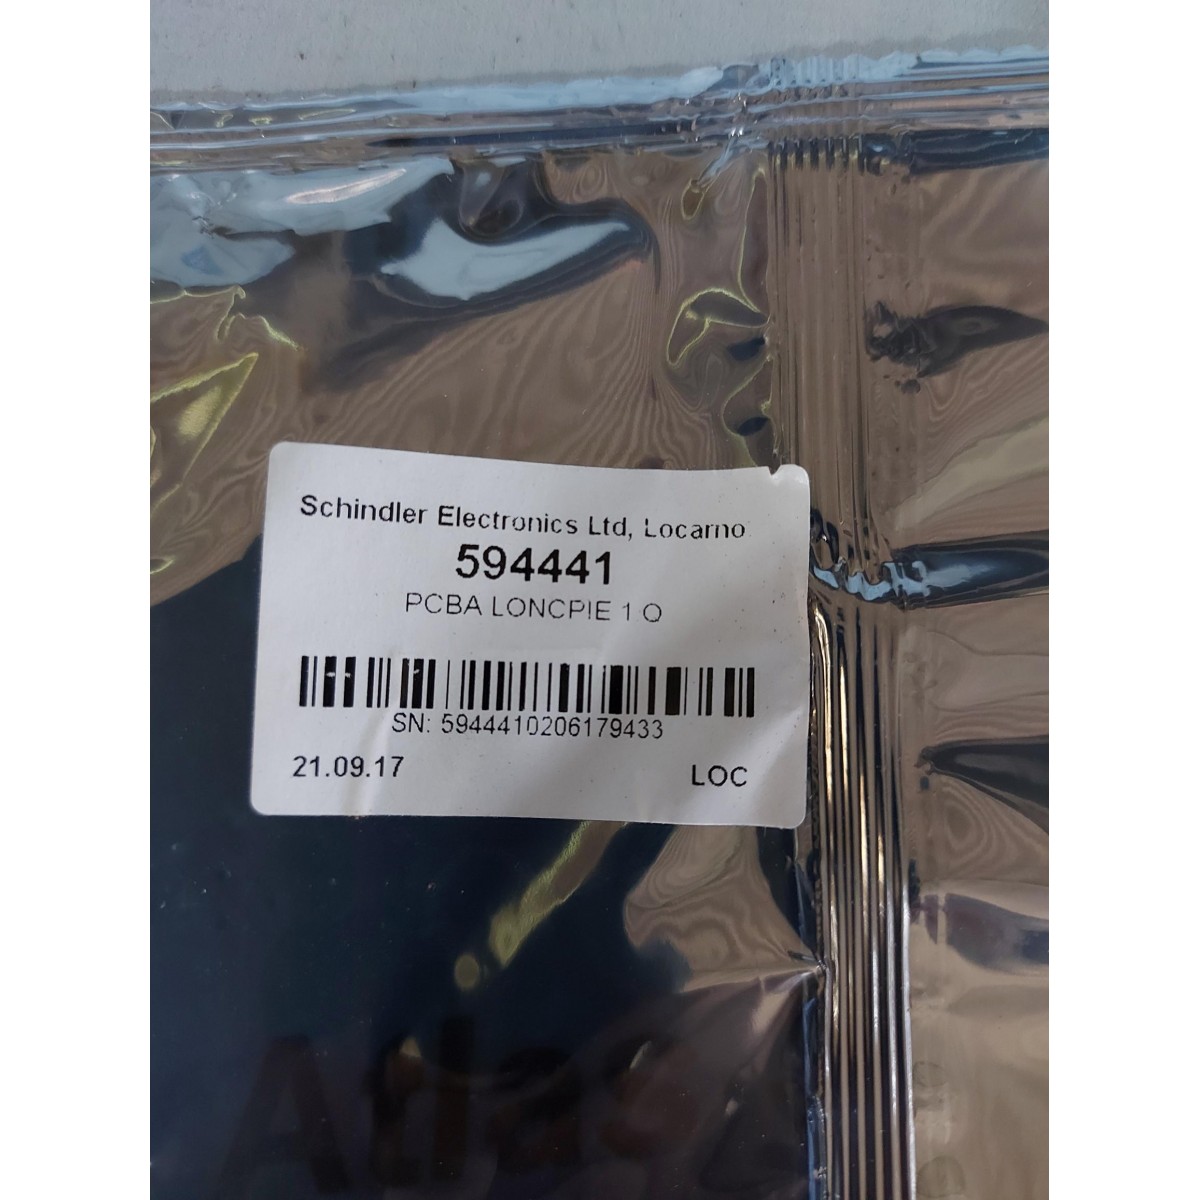 Schindler Electronics Ltd, Locarno
594441
PCBA LONCPIE 1 Q
SN: 5944410206179433
21.09.17
LOC